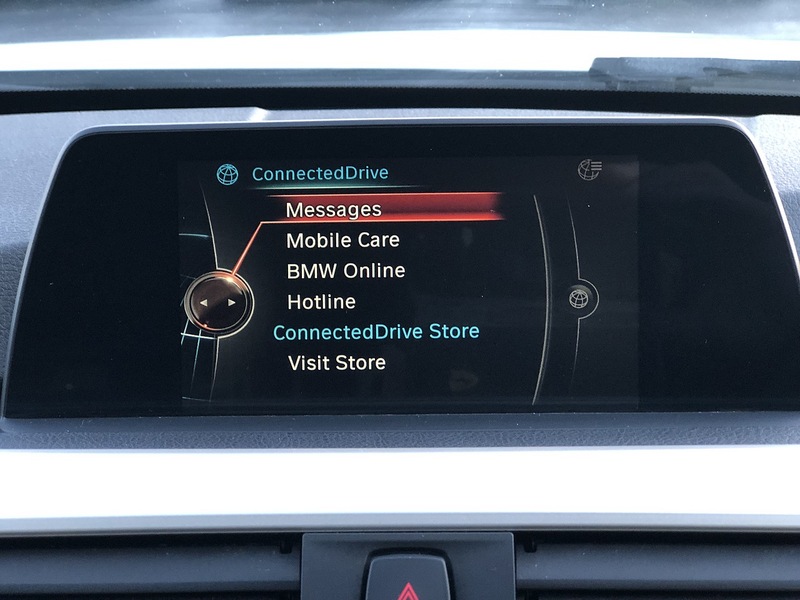 ConnectedDrive
Messages
Mobile Care
BMW Online
Hotline
ConnectedDrive Store
Visit Store